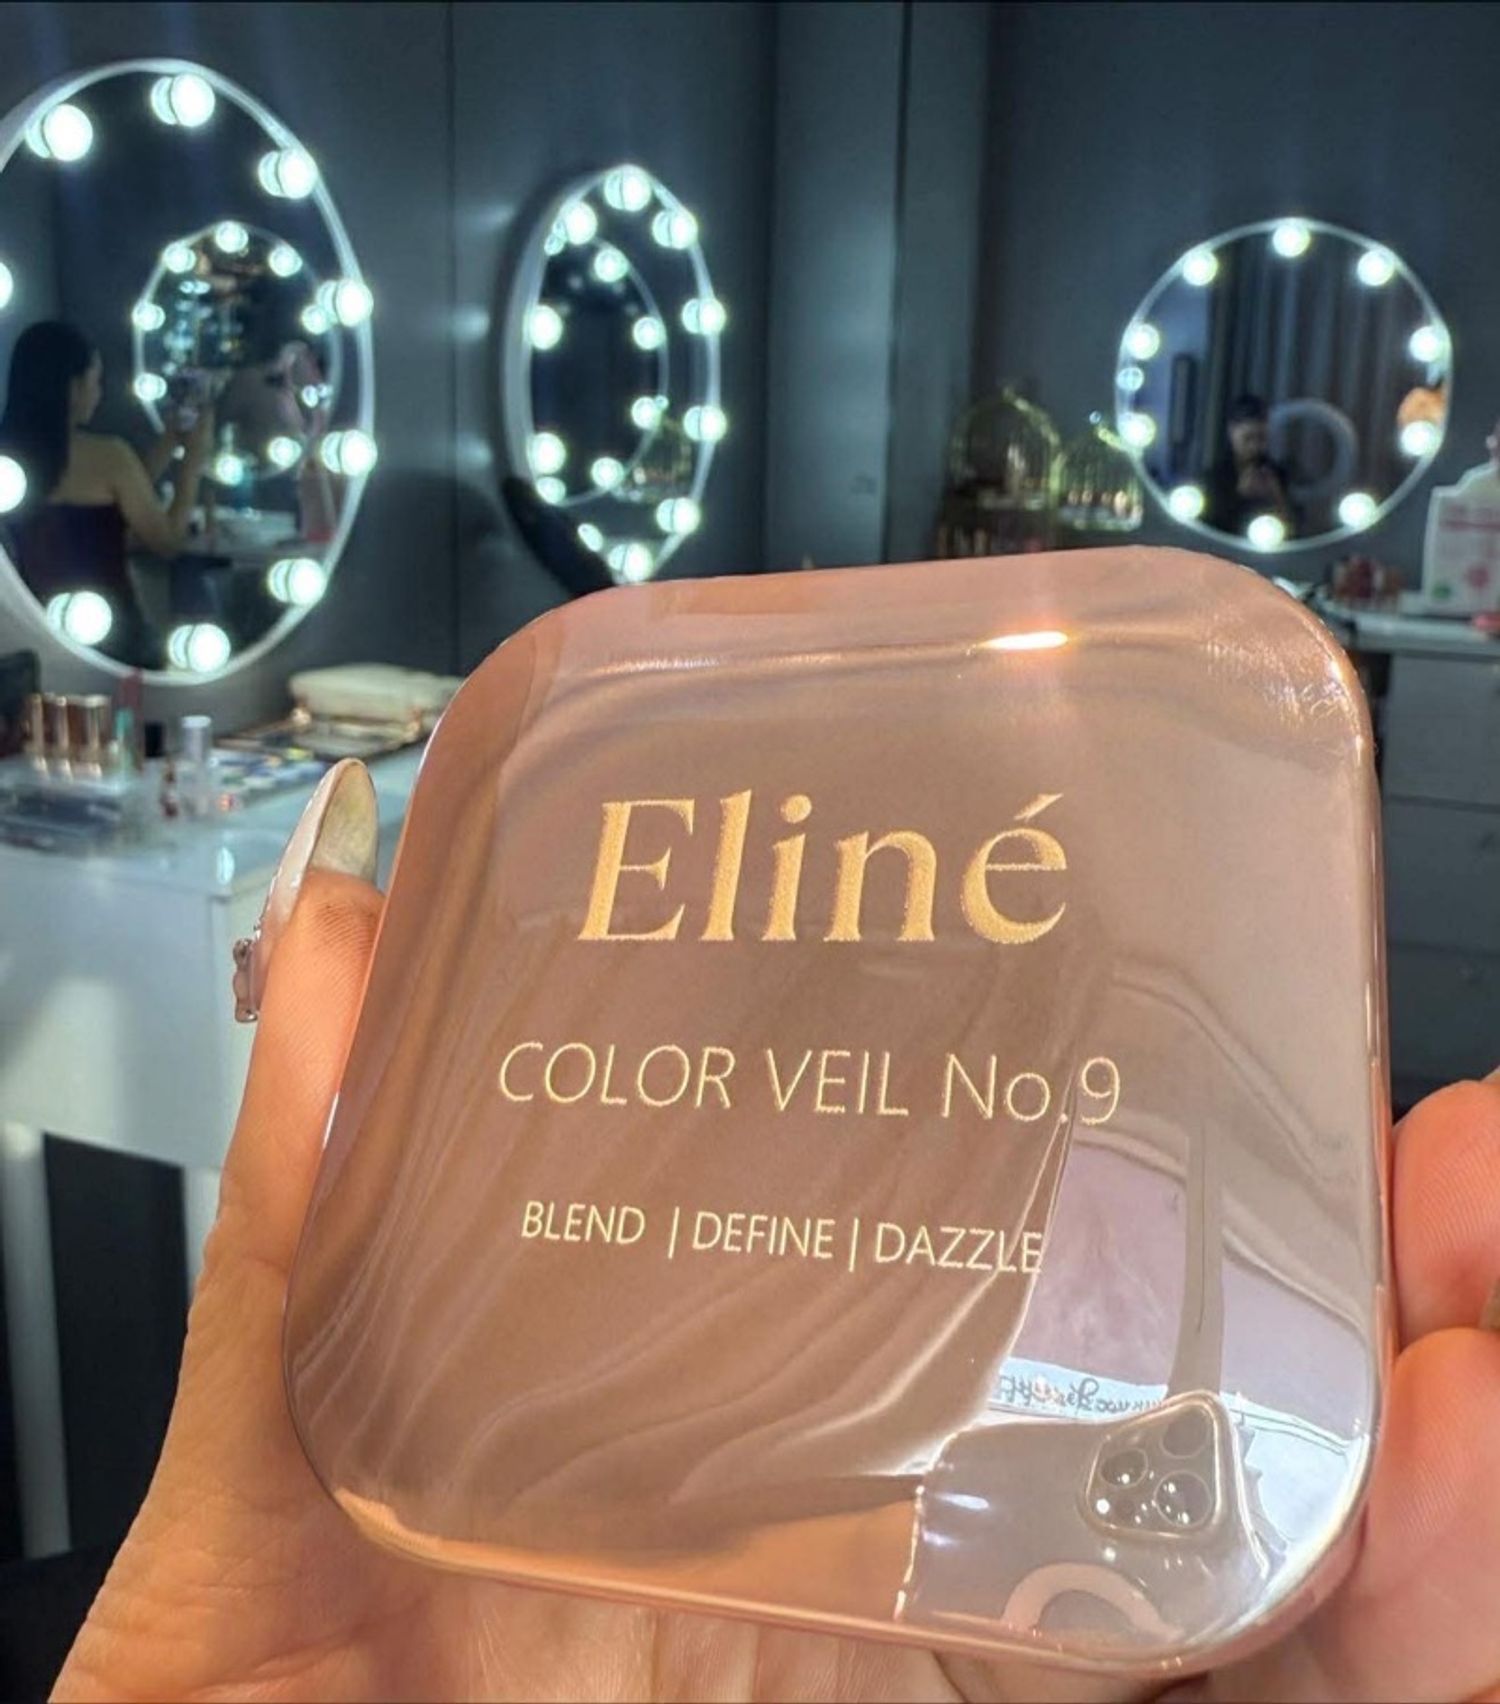 Eliné
COLOR VEIL No.9
BLEND | DEFINE | DAZZLE